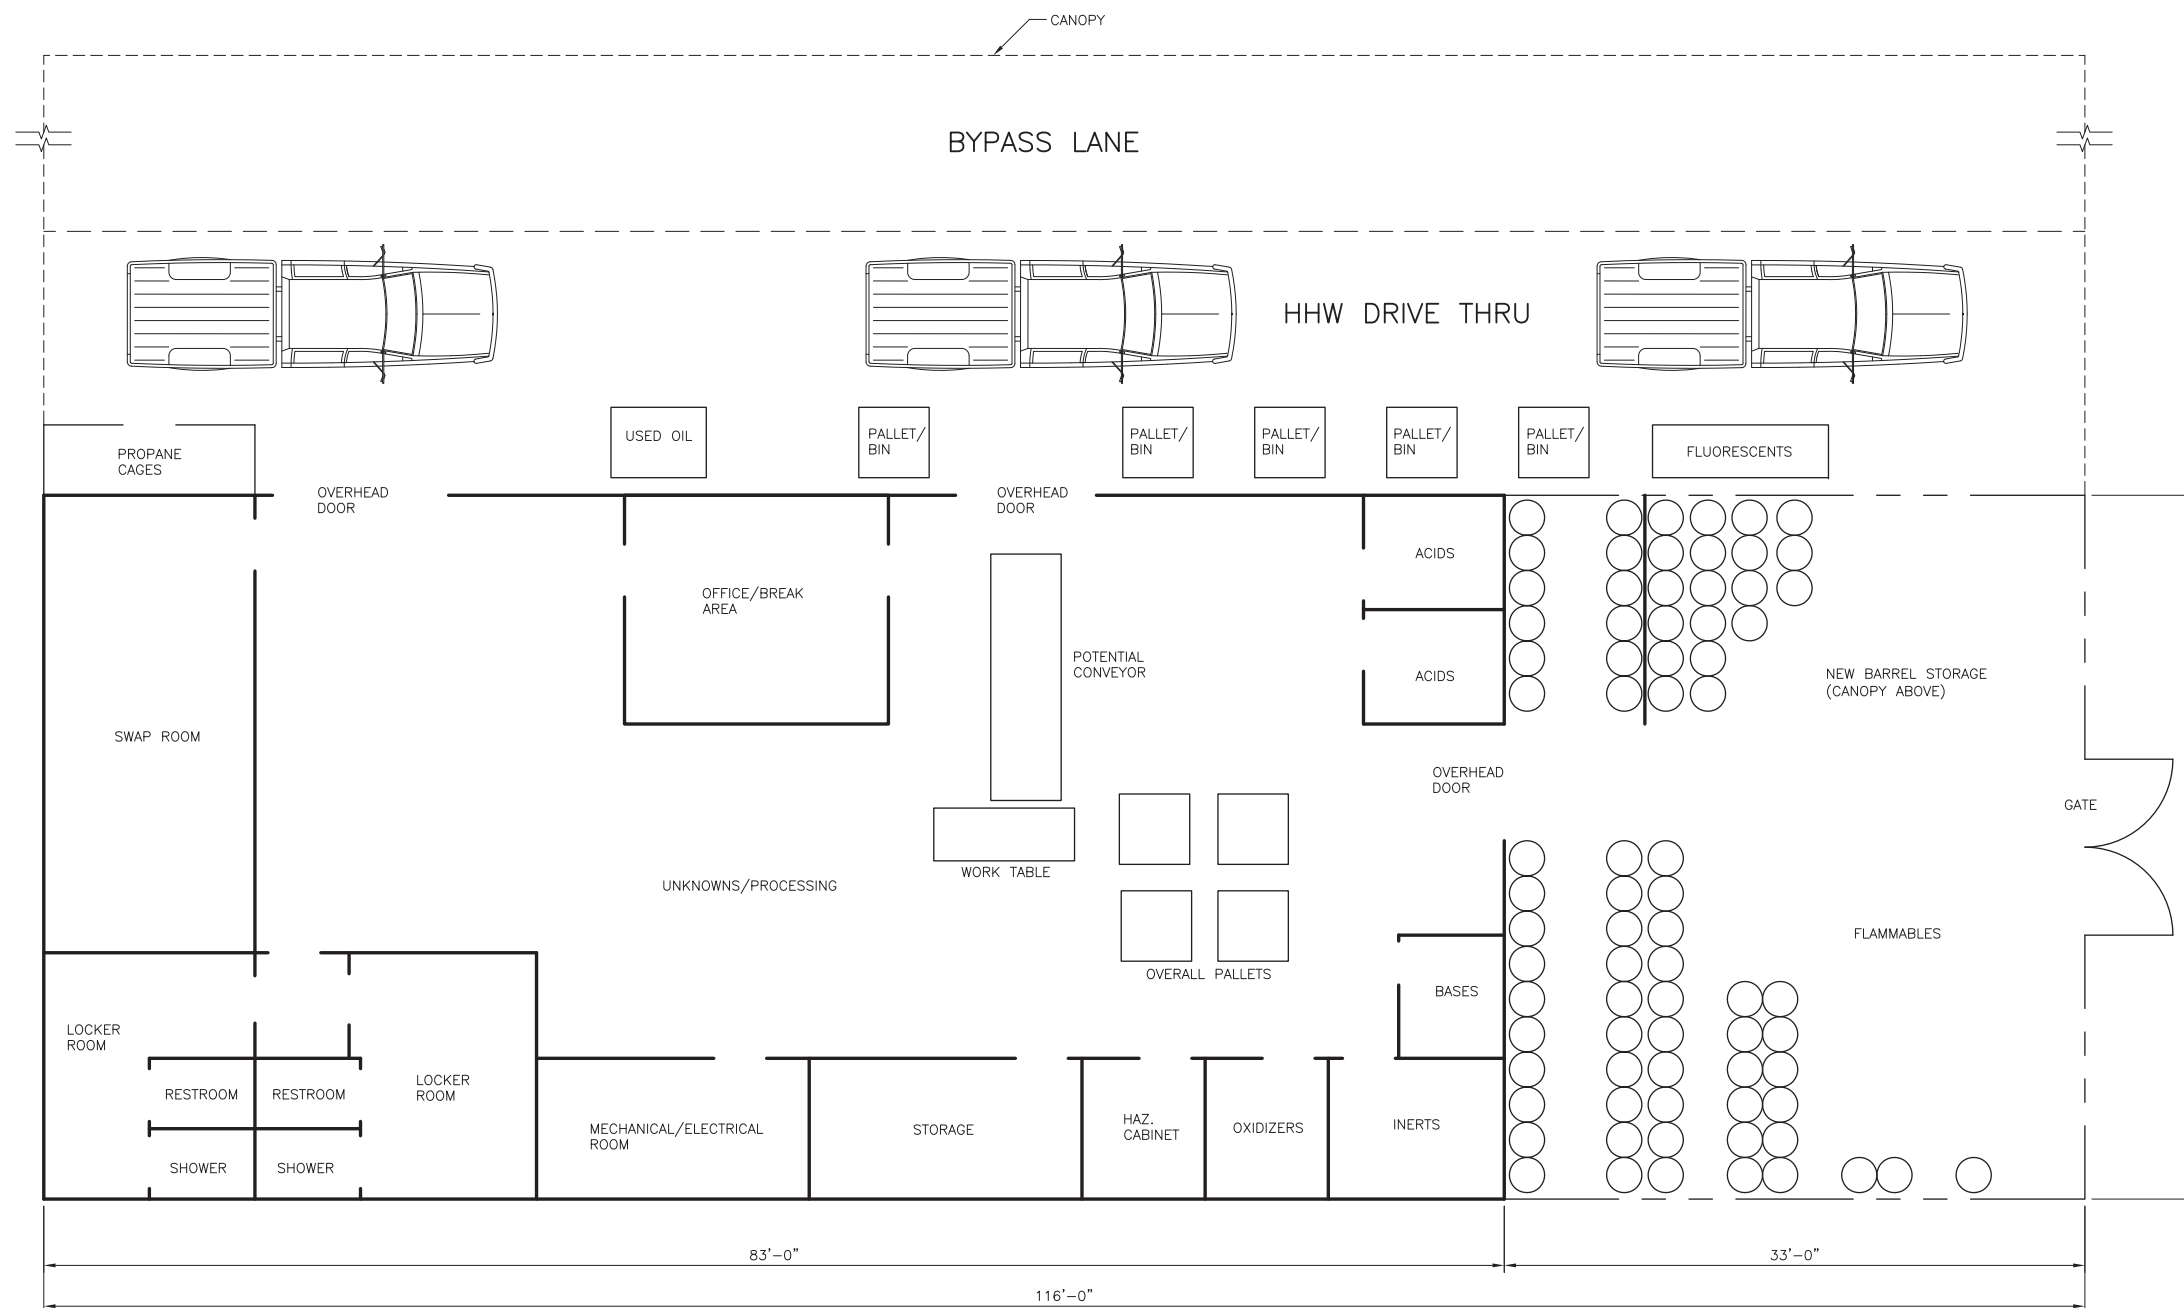 CANOPY
BYPASS LANE
HHW DRIVE THRU
PROPANE
CAGES
USED OIL
PALLET/
BIN
PALLET/
BIN
PALLET/
BIN
PALLET/
BIN
PALLET/
BIN
FLUORESCENTS
OVERHEAD
DOOR
OVERHEAD
DOOR
ACIDS
OFFICE/BREAK
AREA
POTENTIAL
CONVEYOR
ACIDS
NEW BARREL STORAGE
(CANOPY ABOVE)
SWAP ROOM
OVERHEAD
DOOR
GATE
WORK TABLE
UNKNOWNS/PROCESSING
FLAMMABLES
OVERALL PALLETS
BASES
LOCKER
ROOM
RESTROOM
RESTROOM
LOCKER
ROOM
MECHANICAL/ELECTRICAL
ROOM
STORAGE
HAZ.
CABINET
OXIDIZERS
INERTS
SHOWER
SHOWER
83'-0"
33'-0"
116'-0"